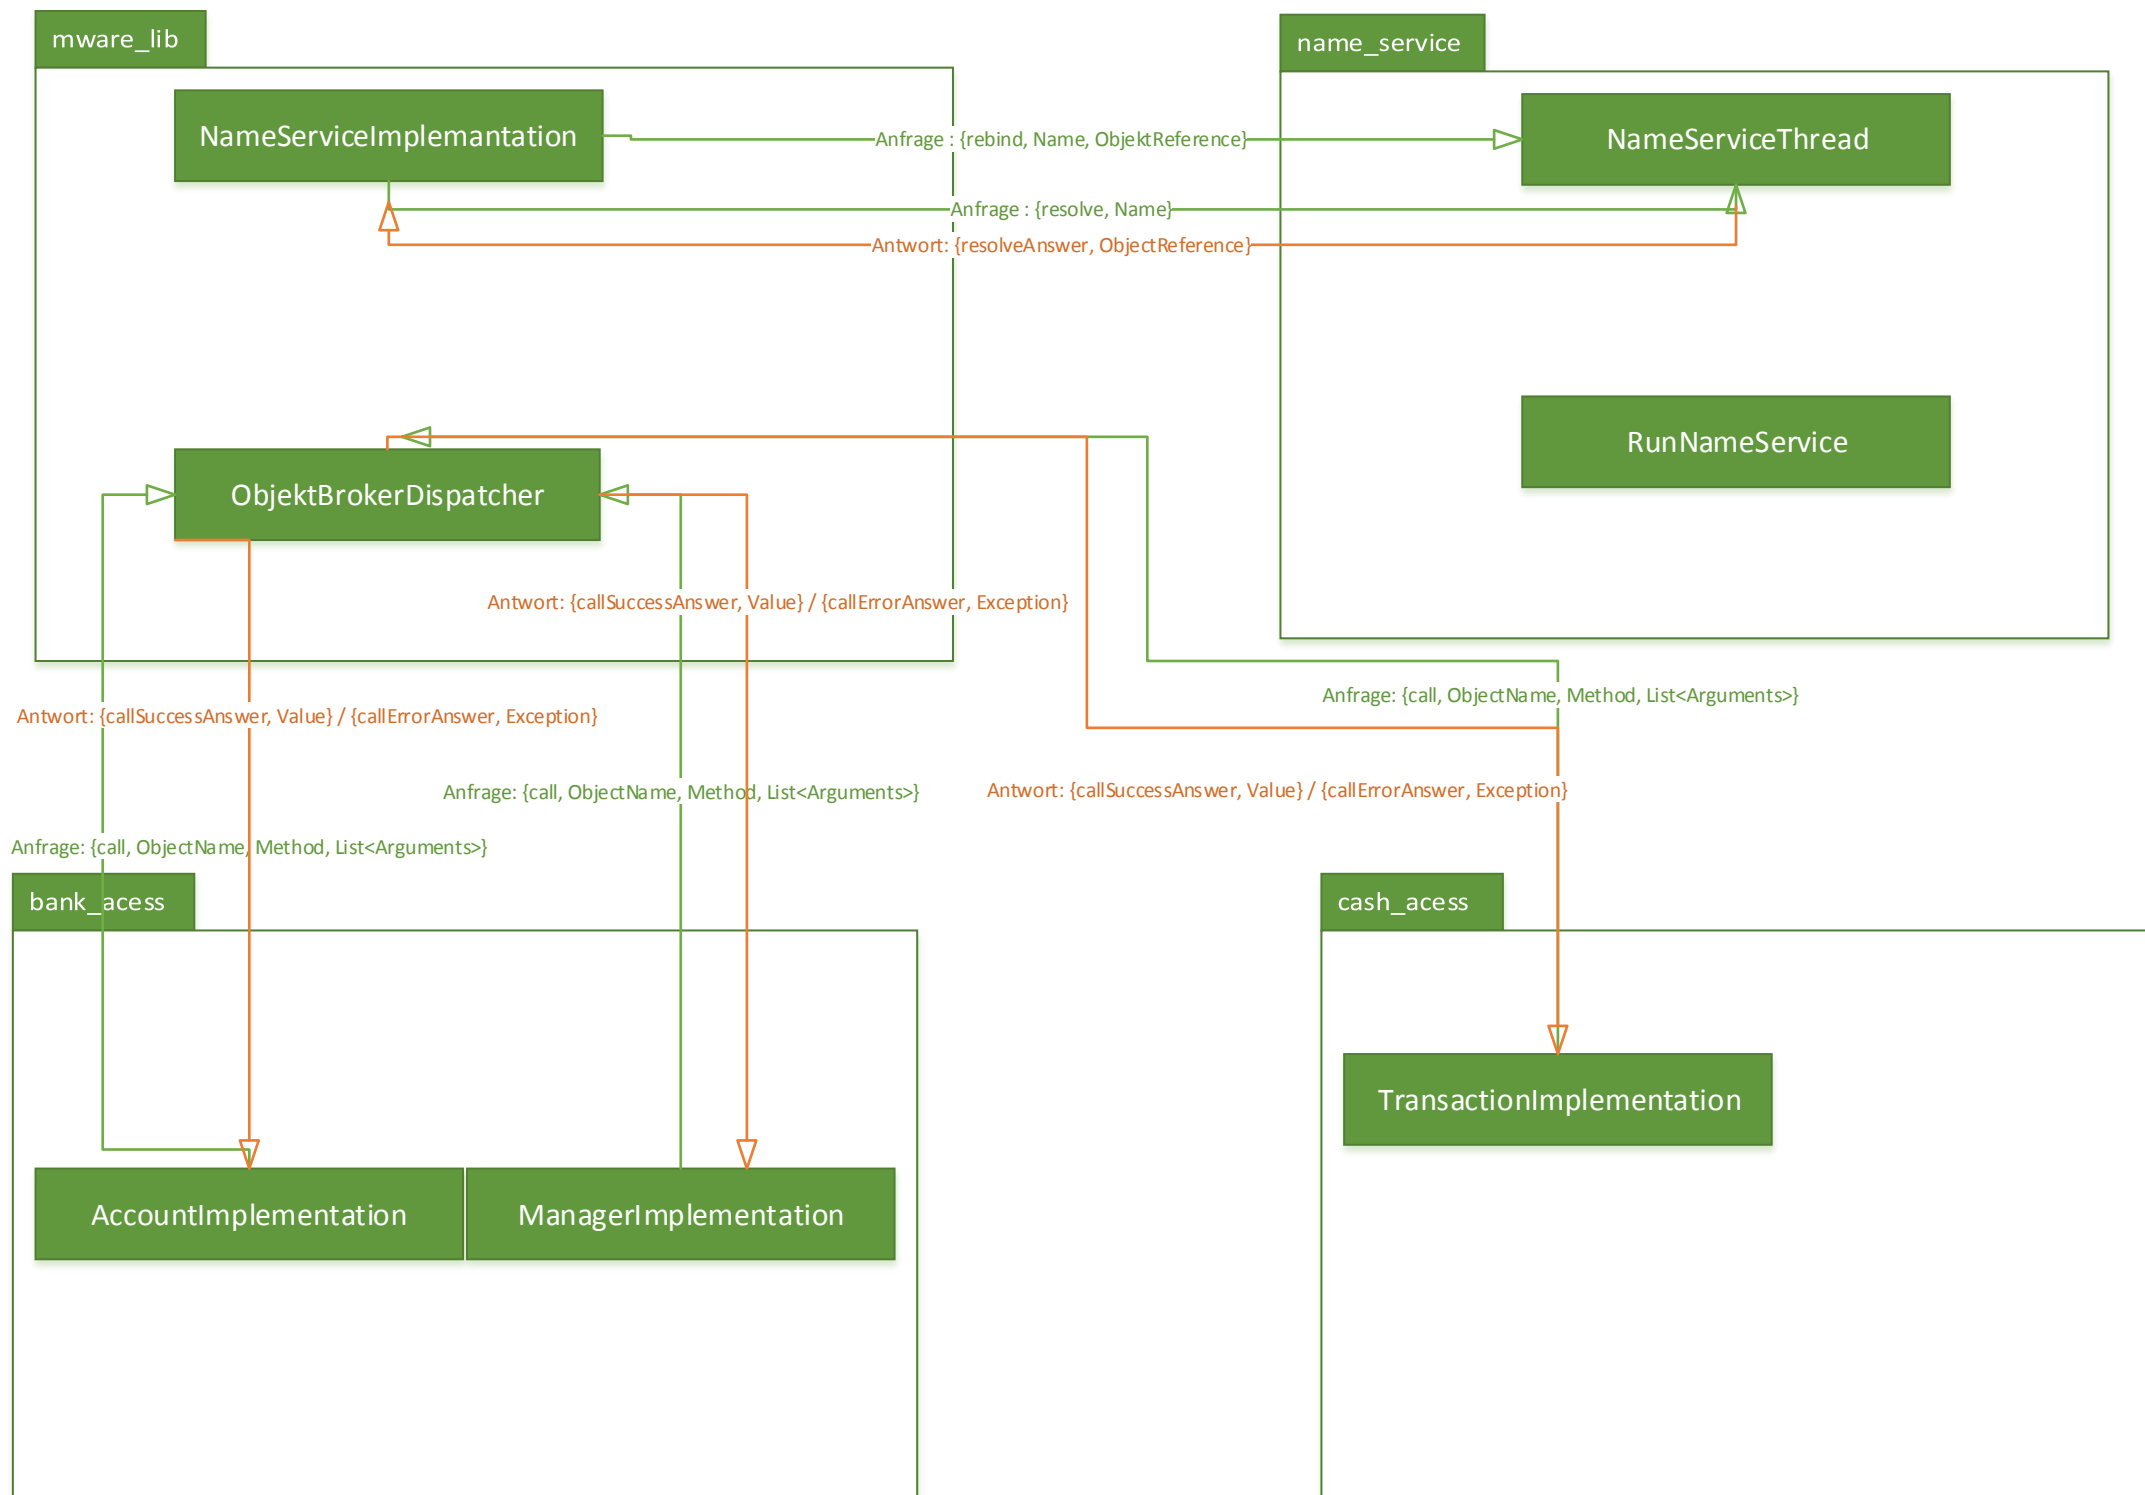 mware_lib
name_service
NameServiceImplemantation
Anfrage : {rebind, Name, ObjektReference}
NameServiceThread
Anfrage : {resolve, Name}
Antwort: {resolveAnswer, ObjectReference}
RunNameService
ObjektBrokerDispatcher
Antwort: {callSuccessAnswer, Value} / {callErrorAnswer, Exception}
Anfrage: {call, ObjectName, Method, List<Arguments>}
Antwort: {callSuccessAnswer, Value} / {callErrorAnswer, Exception}
Anfrage: {call, ObjectName, Method, List<Arguments>}
Antwort: {callSuccessAnswer, Value} / {callErrorAnswer, Exception}
Anfrage: {call, ObjectName, Method, List<Arguments>}
bank_acess
cash_acess
TransactionImplementation
AccountImplementation
ManagerImplementation